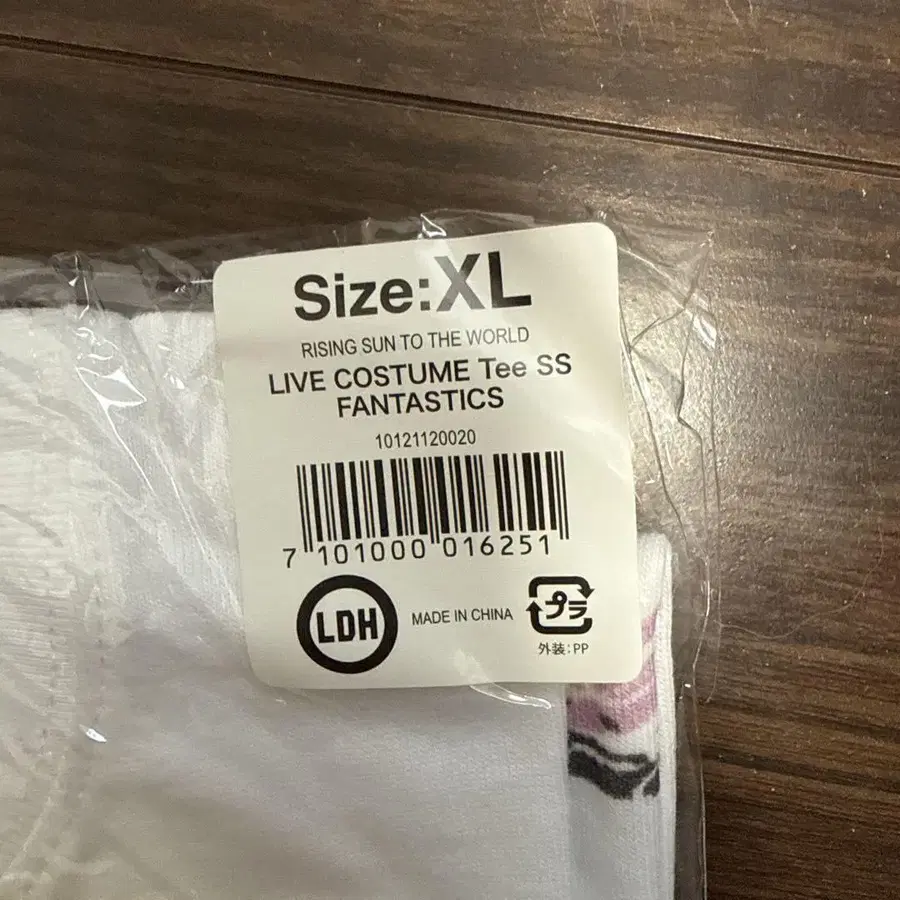 Size:XL
RISING SUN TO THE WORLD
LIVE COSTUME Tee SS
FANTASTICS
10121120020
7 101000 016251
LDH
MADE IN CHINA
プラ
外装:PP